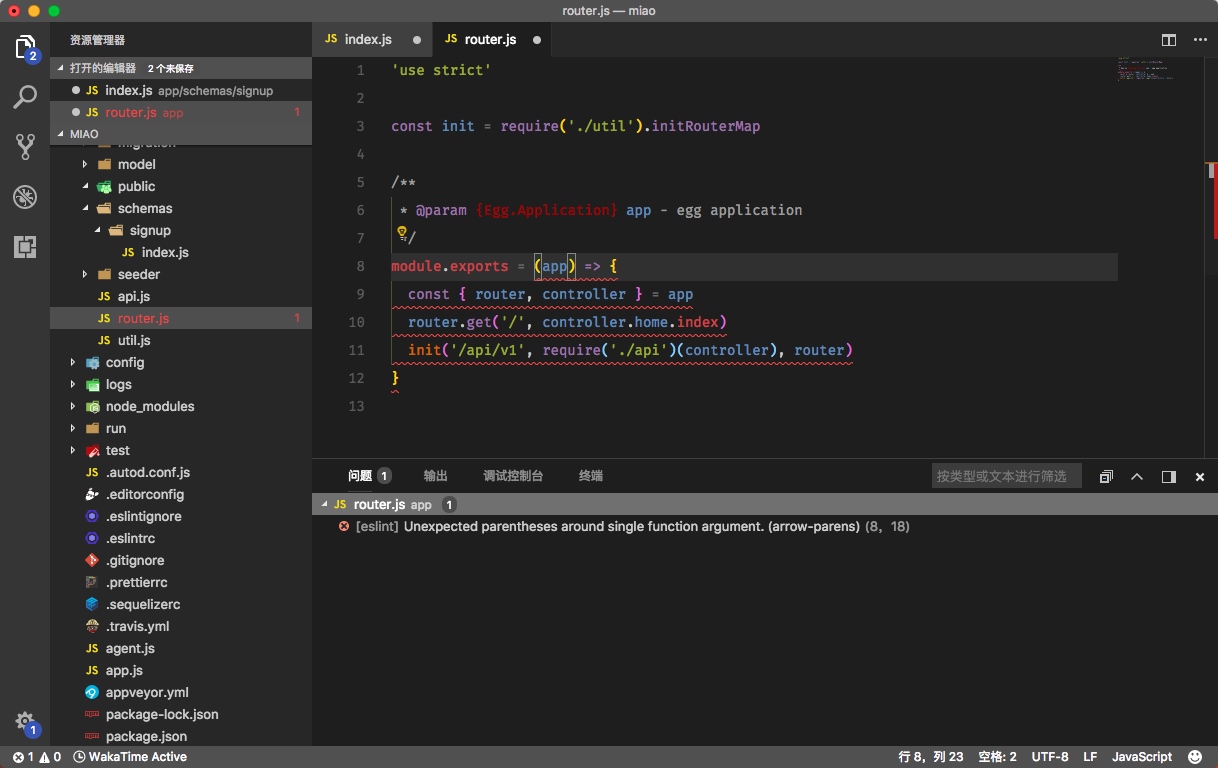 router.js — miao
2
资源管理器
打开的编辑器 2 个未保存
JS index.js app/schemas/signup
JS router.js app 1
MIAO
migration
model
public
schemas
signup
JS index.js
seeder
JS api.js
JS router.js 1
JS util.js
config
logs
node_modules
run
test
JS .autod.conf.js
.editorconfig
.eslintignore
.eslintrc
.gitignore
.prettierrc
.sequelizerc
.travis.yml
JS agent.js
JS app.js
appveyor.yml
package-lock.json
package.json
1
JS index.js
JS router.js
1 'use strict'
2
3 const init = require('./util').initRouterMap
4
5 /**
6 * @param {Egg.Application} app - egg application
7 */
8 module.exports = (app) => {
9 const { router, controller } = app
10 router.get('/', controller.home.index)
11 init('/api/v1', require('./api')(controller), router)
12 }
13
问题 1 输出 调试控制台 终端 按类型或文本进行筛选
JS router.js app 1
[eslint] Unexpected parentheses around single function argument. (arrow-parens) (8, 18)
1 0 WakaTime Active 行 8，列 23 空格: 2 UTF-8 LF JavaScript